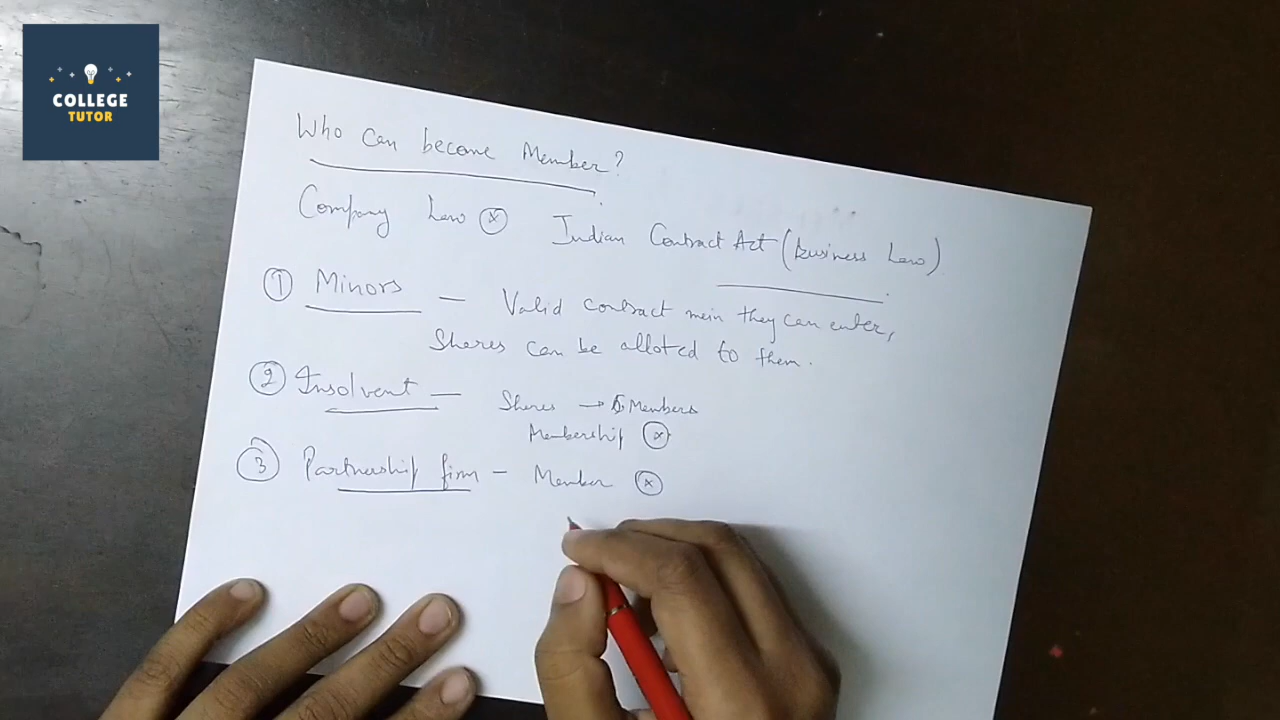 COLLEGE
TUTOR
Who can become Member?
Company Law ⓧ Indian Contract Act (Business Law)
① Minors — Valid contract mein they can enter,
Shares can be alloted to them.
② Insolvent — Shares → Members
Membership ⓧ
③ Partnership firm – Member ⓧ